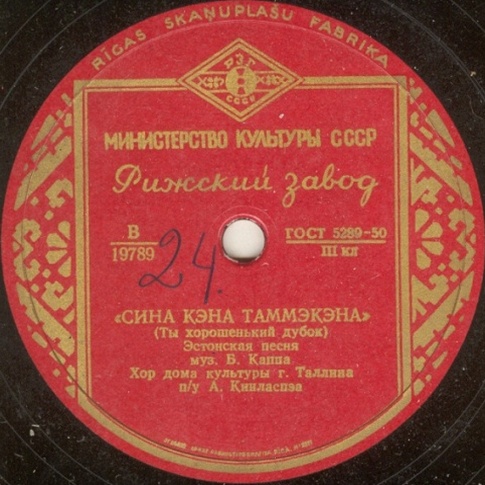 RĪGAS SKAŅUPLAŠU FABRIKA
РЗГ
СССР
МИНИСТЕРСТВО КУЛЬТУРЫ СССР
Рижский завод
В
19789
24.
ГОСТ 5289-50
III кл
«СИНА КЭНА ТАММЭКЭНА»
(Ты хорошенький дубок)
Эстонская песня
муз. Б. Каппа
Хор дома культуры г. Таллина
п/у А. Кинласпэа